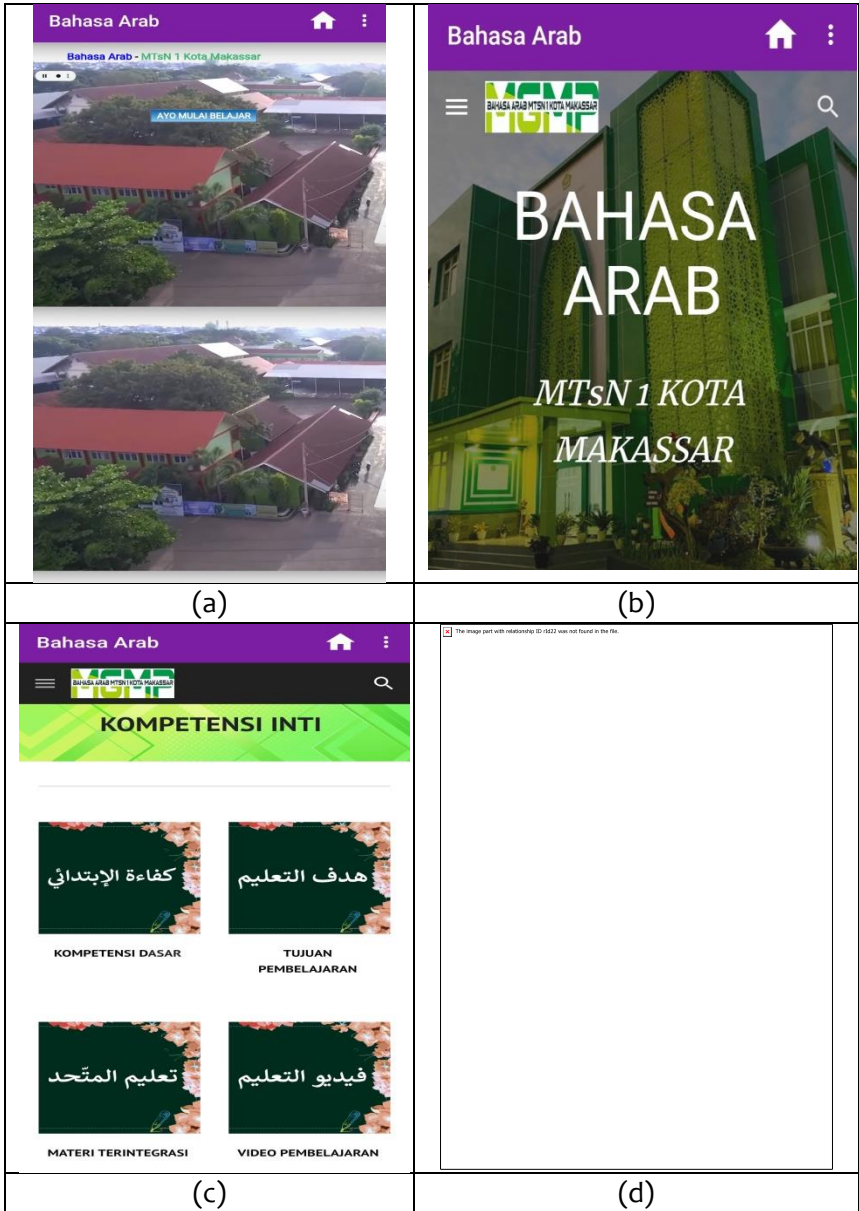 Bahasa Arab
Bahasa Arab - MTsN 1 Kota Makassar
AYO MULAI BELAJAR
(a)
Bahasa Arab
MGMP
BAHASA ARAB MTSN 1 KOTA MAKASSAR
BAHASA
ARAB
MTsN 1 KOTA
MAKASSAR
(b)
Bahasa Arab
MGMP
BAHASA ARAB MTSN 1 KOTA MAKASSAR
KOMPETENSI INTI
كفاءة الإبتدائي
هدف التعليم
KOMPETENSI DASAR
TUJUAN
PEMBELAJARAN
تعليم المتّحد
فيديو التعليم
MATERI TERINTEGRASI
VIDEO PEMBELAJARAN
(c)
The image part with relationship ID rId22 was not found in the file.
(d)